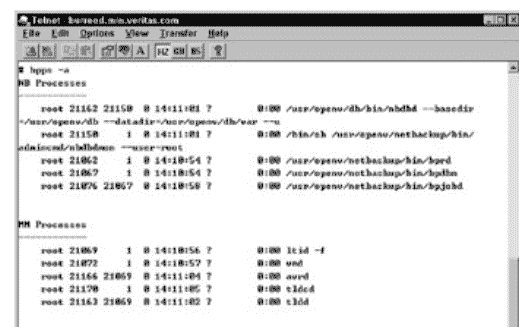 Telnet - burrood.min.veritas.com
File Edit Options View Transfer Help
# bpps -a
NB Processes
------------
root 21162 21150 0 14:11:01 ? 0:00 /usr/openv/db/bin/nbdbd --basedir
=/usr/openv/db --datadir=/usr/openv/db/var --u
root 21150 1 0 14:11:01 ? 0:00 /bin/sh /usr/openv/netbackup/bin/
admincmd/nbdbdmon --user=root
root 21062 1 0 14:10:54 ? 0:00 /usr/openv/netbackup/bin/bprd
root 21067 1 0 14:10:54 ? 0:00 /usr/openv/netbackup/bin/bpdbm
root 21076 21067 0 14:10:58 ? 0:00 /usr/openv/netbackup/bin/bpjobd
MM Processes
------------
root 21069 1 0 14:10:56 ? 0:00 ltid -f
root 21072 1 0 14:10:57 ? 0:00 vmd
root 21166 21069 0 14:11:04 ? 0:00 avrd
root 21170 1 0 14:11:05 ? 0:00 tldcd
root 21163 21069 0 14:11:02 ? 0:00 tldd